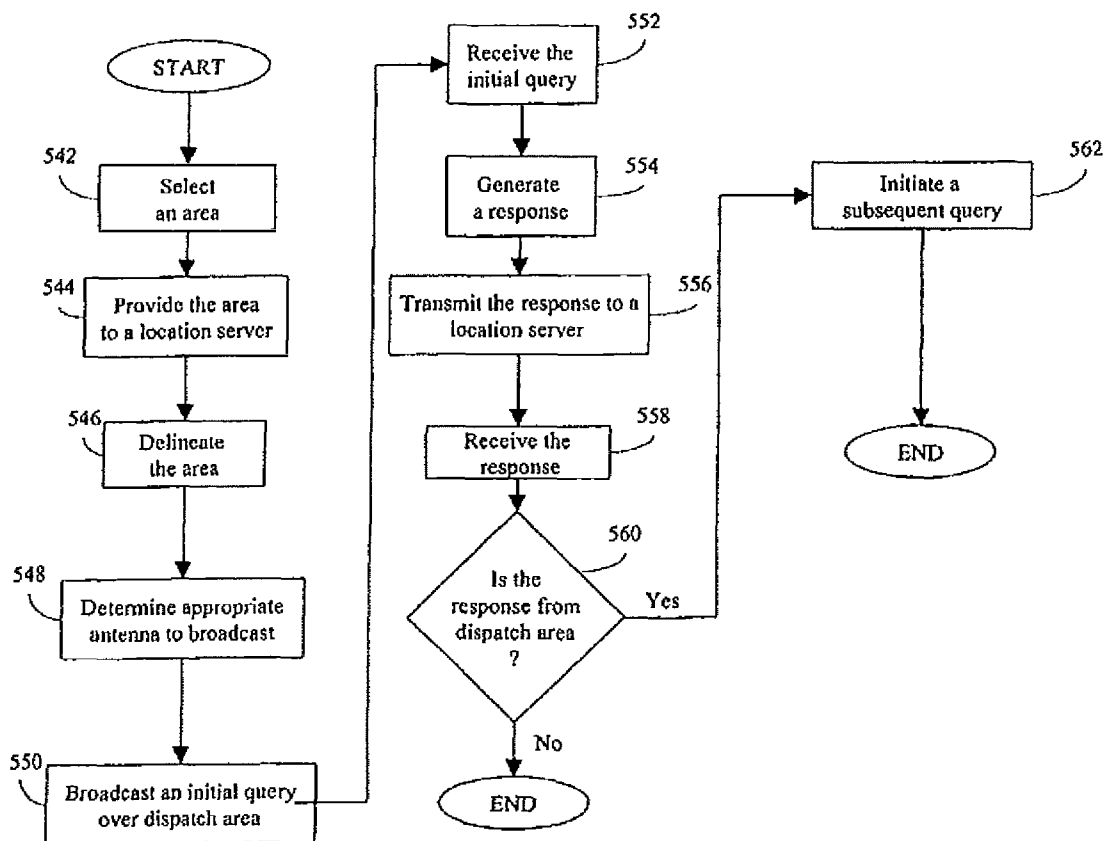 START
542
Select
an area
544
Provide the area
to a location server
546
Delineate
the area
548
Determine appropriate
antenna to broadcast
550
Broadcast an initial query
over dispatch area
552
Receive the
initial query
554
Generate
a response
556
Transmit the response to a
location server
558
Receive the
response
560
Is the
response from
dispatch area
?
Yes
No
END
562
Initiate a
subsequent query
END